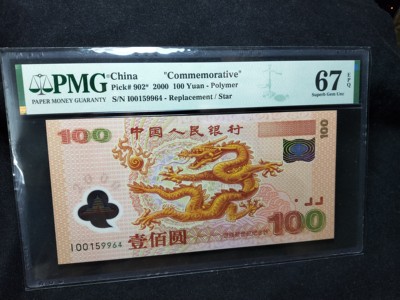 PMG
PAPER MONEY GUARANTY
China "Commemorative"
Pick# 902* 2000 100 Yuan - Polymer
S/N I00159964 - Replacement / Star
67 EPQ
Superb Gem Unc
100
中国人民银行
100
2000
I00159964
壹佰圆
100